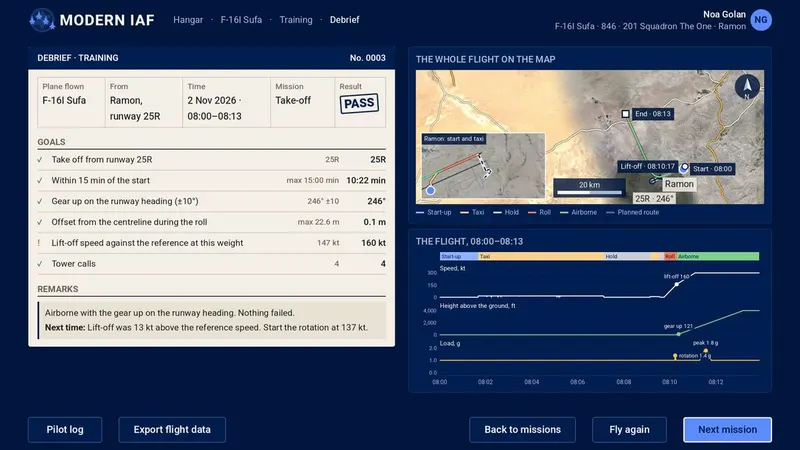 MODERN IAF
Hangar · F-16I Sufa · Training · Debrief
Noa Golan
F-16I Sufa · 846 · 201 Squadron The One · Ramon
NG
DEBRIEF · TRAINING
No. 0003
Plane flown
F-16I Sufa
From
Ramon,
runway 25R
Time
2 Nov 2026 ·
08:00–08:13
Mission
Take-off
Result
PASS
GOALS
✓ Take off from runway 25R 25R 25R
✓ Within 15 min of the start max 15:00 min 10:22 min
✓ Gear up on the runway heading (±10°) 246° ±10 246°
✓ Offset from the centreline during the roll max 22.6 m 0.1 m
! Lift-off speed against the reference at this weight 147 kt 160 kt
✓ Tower calls 4 4
REMARKS
Airborne with the gear up on the runway heading. Nothing failed.
Next time: Lift-off was 13 kt above the reference speed. Start the rotation at 137 kt.
THE WHOLE FLIGHT ON THE MAP
N
End · 08:13
Ramon: start and taxi
Lift-off · 08:10:17
Start · 08:00
Ramon
25R · 246°
20 km
Start-up
Taxi
Hold
Roll
Airborne
Planned route
THE FLIGHT, 08:00–08:13
Start-up
Taxi
Hold
Roll
Airborne
Speed, kt
300
150
0
lift-off 160
Height above the ground, ft
4,000
2,000
0
gear up 121
Load, g
2.0
1.0
0.0
peak 1.8 g
rotation 1.4 g
08:00 08:02 08:04 08:06 08:08 08:10 08:12
Pilot log
Export flight data
Back to missions
Fly again
Next mission